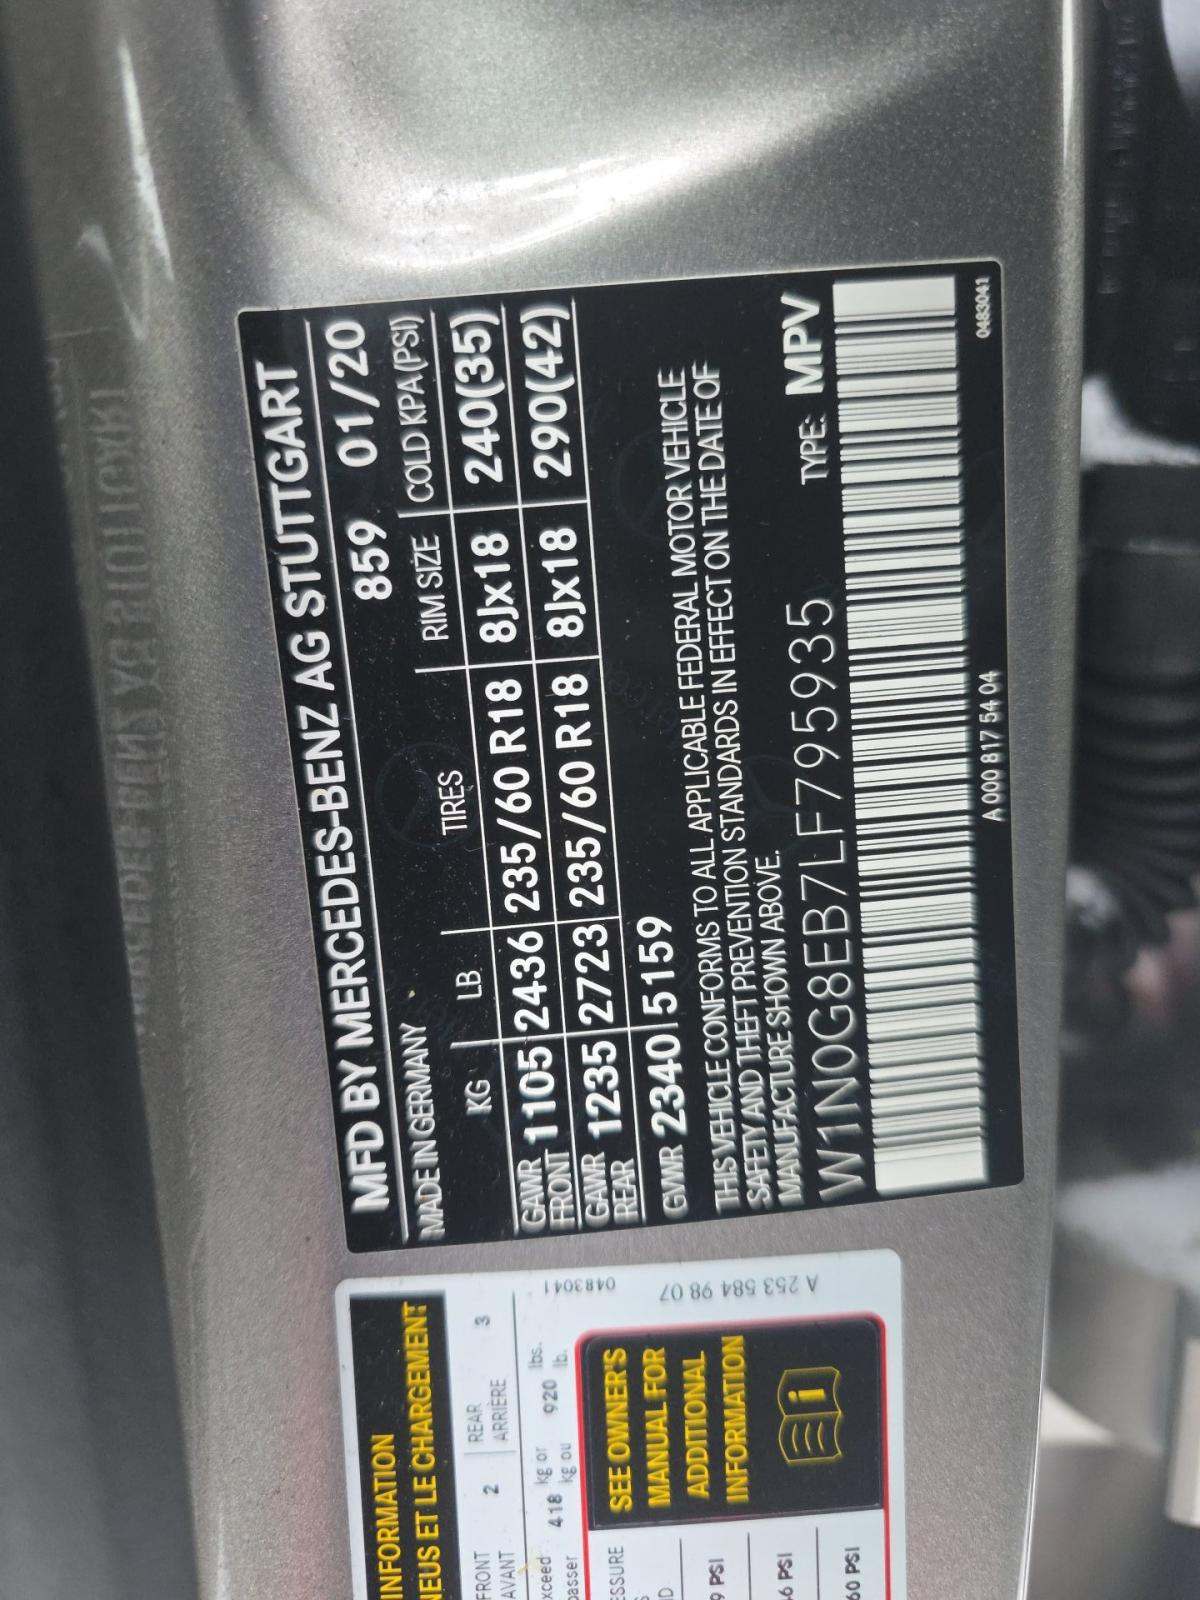 MFD BY MERCEDES-BENZ AG STUTTGART
MADE IN GERMANY 859 01/20
KG LB TIRES RIM SIZE COLD KPA(PSI)
GAWR FRONT 1105 2436 235/60 R18 8Jx18 240(35)
GAWR REAR 1235 2723 235/60 R18 8Jx18 290(42)
GVWR 2340 5159
THIS VEHICLE CONFORMS TO ALL APPLICABLE FEDERAL MOTOR VEHICLE
SAFETY AND THEFT PREVENTION STANDARDS IN EFFECT ON THE DATE OF
MANUFACTURE SHOWN ABOVE.
W1N0G8EB7LF795935 TYPE: MPV
A 000 817 54 04
0483041
INFORMATION
NEUS ET LE CHARGEMENT
FRONT 2 REAR 3
AVANT ARRIÈRE
xceed 418 kg or 920 lbs.
passer kg ou lb.
0483041
A 253 584 98 07
SEE OWNER'S
MANUAL FOR
ADDITIONAL
INFORMATION
i
ESSURE
9 PSI
6 PSI
60 PSI